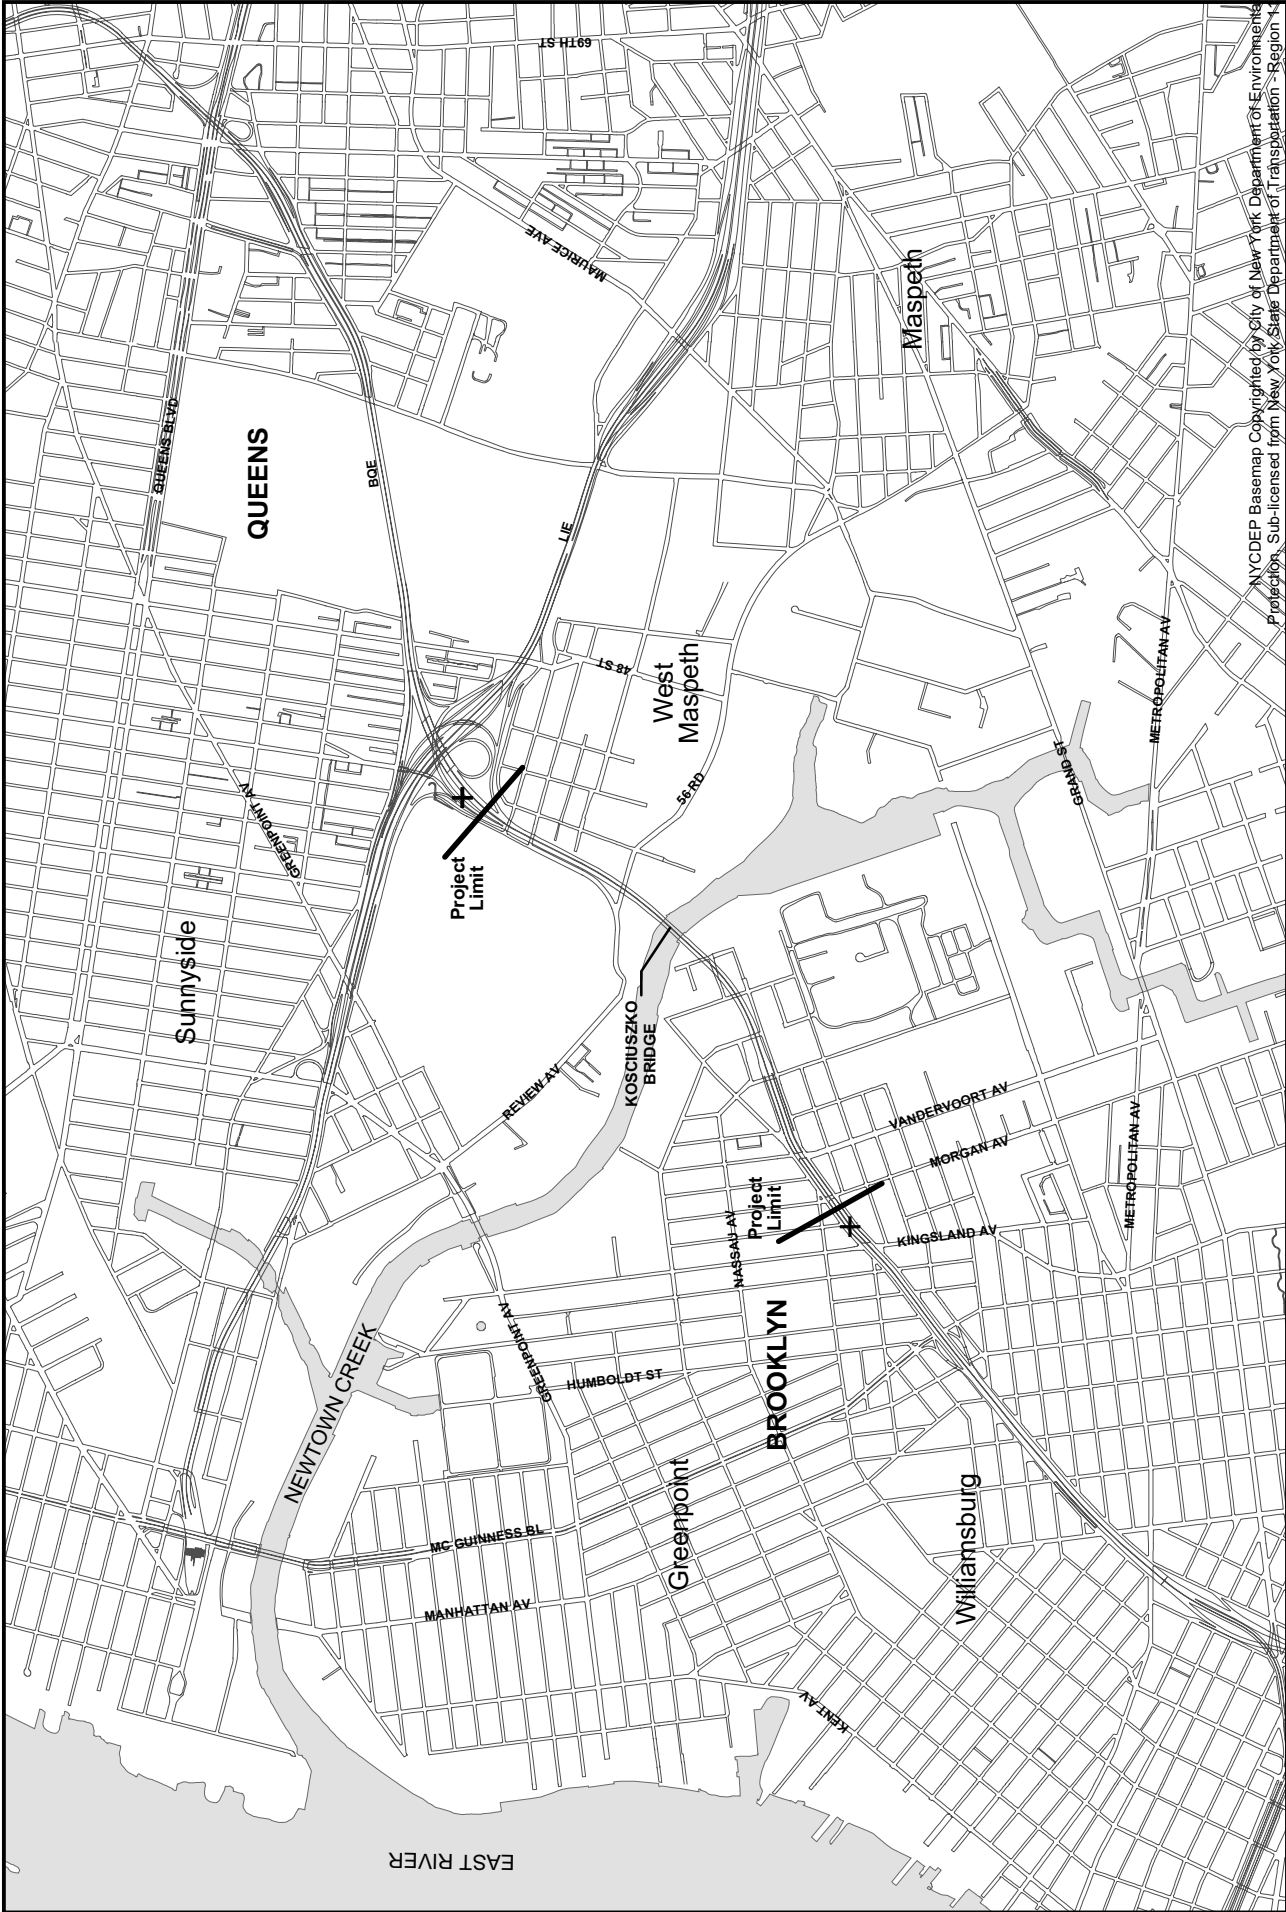 QUEENS BLVD
Sunnyside
QUEENS
GREENPOINT AV
NEWTOWN CREEK
BQE
EAST RIVER
MC GUINNESS BL
MANHATTAN AV
Project
Limit
GREENPOINT AV
REVIEW AV
LIE
69TH ST
MAURICE AVE
HUMBOLDT ST
48 ST
KOSCIUSZKO
BRIDGE
West
Maspeth
56 RD
Greenpoint
NASSAU AV
Project
Limit
BROOKLYN
KENT AV
Maspeth
VANDERVOORT AV
MORGAN AV
KINGSLAND AV
Williamsburg
GRAND ST
METROPOLITAN AV
METROPOLITAN AV
NYCDEP Basemap Copyrighted by City of New York Department of Environmenta
Protection. Sub-licensed from New York State Department of Transportation - Region 11